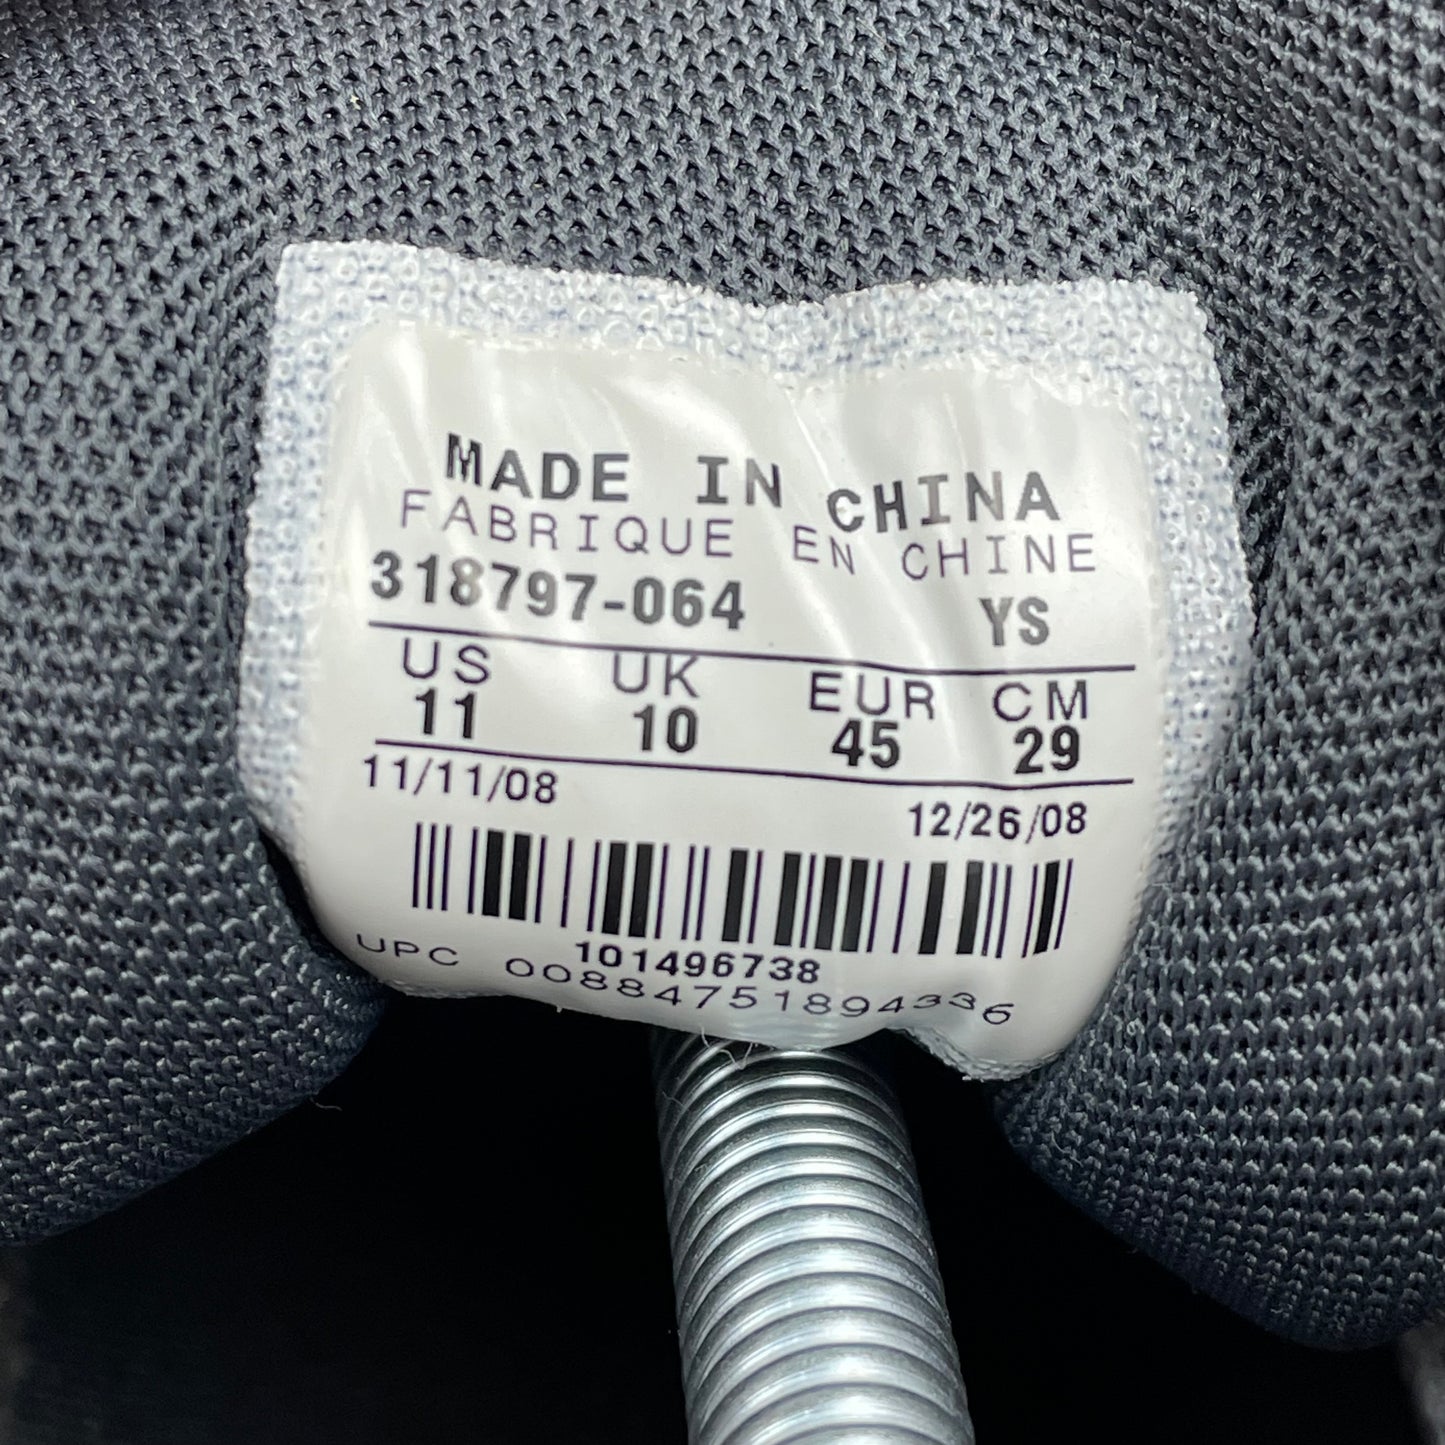 MADE IN CHINA
FABRIQUE EN CHINE
318797-064 YS
US UK EUR CM
11 10 45 29
11/11/08 12/26/08
101496738
UPC 00884751894336